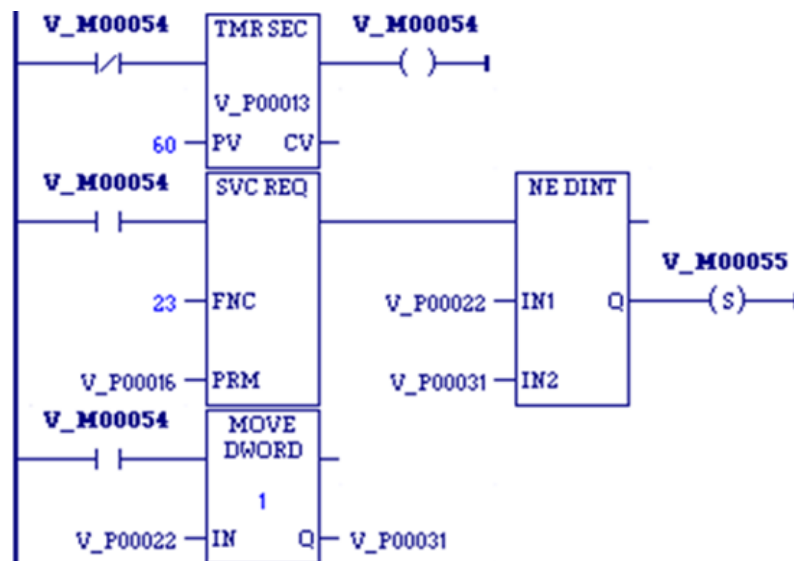 V_M00054 TMR SEC V_M00054
V_P00013
60 PV CV
V_M00054 SVC REQ NE DINT
V_M00055
23 FNC V_P00022 IN1 Q (S)
V_P00016 PRM V_P00031 IN2
V_M00054 MOVE
DWORD
1
V_P00022 IN Q V_P00031